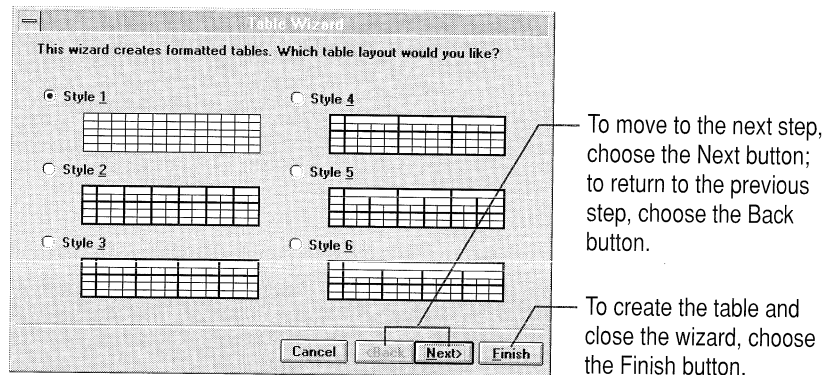 Table Wizard
This wizard creates formatted tables. Which table layout would you like?
Style 1
Style 4
Style 2
Style 5
Style 3
Style 6
Cancel
<Back
Next>
Finish
To move to the next step,
choose the Next button;
to return to the previous
step, choose the Back
button.
To create the table and
close the wizard, choose
the Finish button.